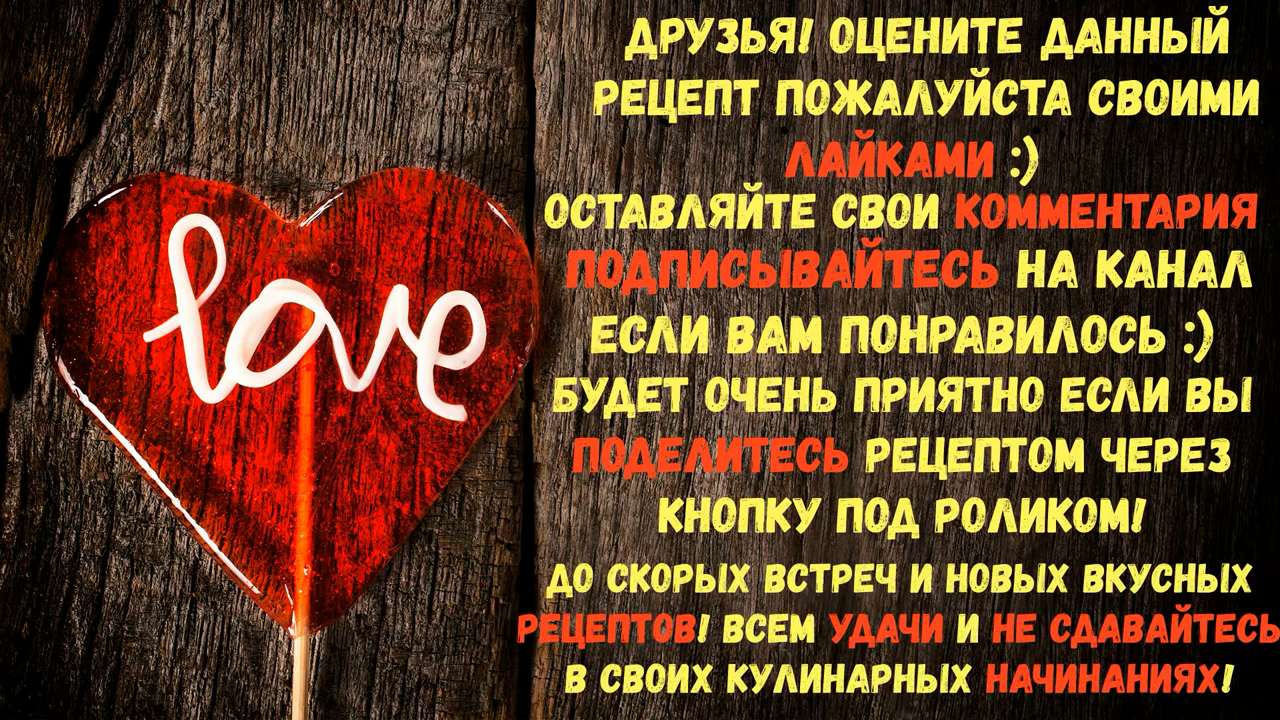 love
ДРУЗЬЯ! ОЦЕНИТЕ ДАННЫЙ
РЕЦЕПТ ПОЖАЛУЙСТА СВОИМИ
ЛАЙКАМИ :)
ОСТАВЛЯЙТЕ СВОИ КОММЕНТАРИЯ
ПОДПИСЫВАЙТЕСЬ НА КАНАЛ
ЕСЛИ ВАМ ПОНРАВИЛОСЬ :)
БУДЕТ ОЧЕНЬ ПРИЯТНО ЕСЛИ ВЫ
ПОДЕЛИТЕСЬ РЕЦЕПТОМ ЧЕРЕЗ
КНОПКУ ПОД РОЛИКОМ!
ДО СКОРЫХ ВСТРЕЧ И НОВЫХ ВКУСНЫХ
РЕЦЕПТОВ! ВСЕМ УДАЧИ И НЕ СДАВАЙТЕСЬ
В СВОИХ КУЛИНАРНЫХ НАЧИНАНИЯХ!